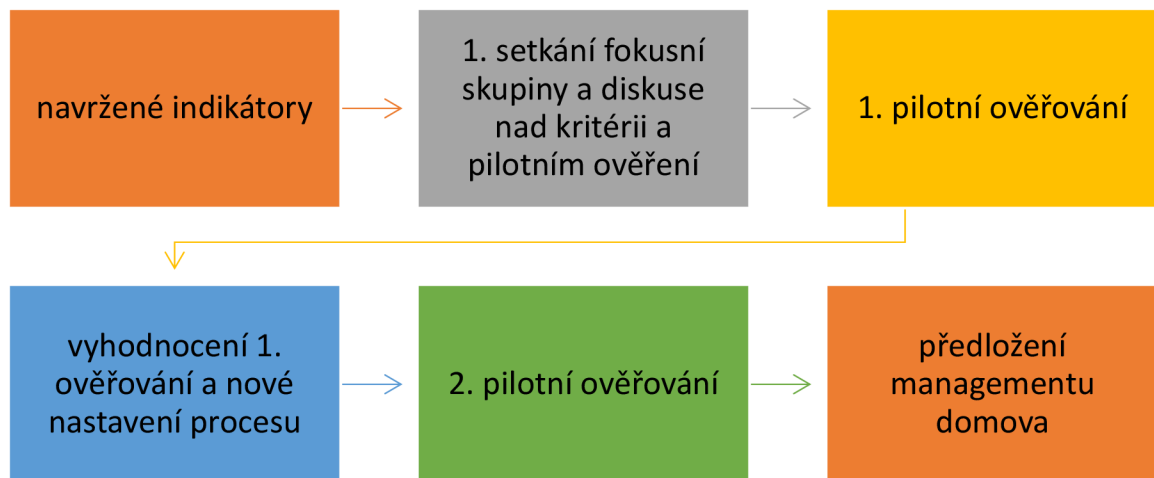 navržené indikátory
1. setkání fokusní
skupiny a diskuse
nad kritérii a
pilotním ověření
1. pilotní ověřování
vyhodnocení 1.
ověřování a nové
nastavení procesu
2. pilotní ověřování
předložení
managementu
domova